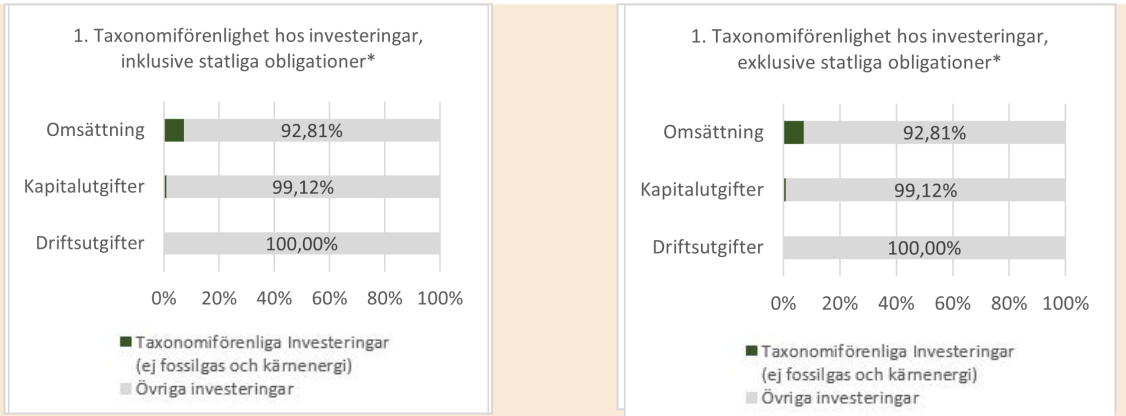 1. Taxonomiförenlighet hos investeringar,
inklusive statliga obligationer*
Omsättning
92,81%
Kapitalutgifter
99,12%
Driftsutgifter
100,00%
0% 20% 40% 60% 80% 100%
Taxonomiförenliga Investeringar
(ej fossilgas och kärnenergi)
Övriga investeringar
1. Taxonomiförenlighet hos investeringar,
exklusive statliga obligationer*
Omsättning
92,81%
Kapitalutgifter
99,12%
Driftsutgifter
100,00%
0% 20% 40% 60% 80% 100%
Taxonomiförenliga Investeringar
(ej fossilgas och kärnenergi)
Övriga investeringar